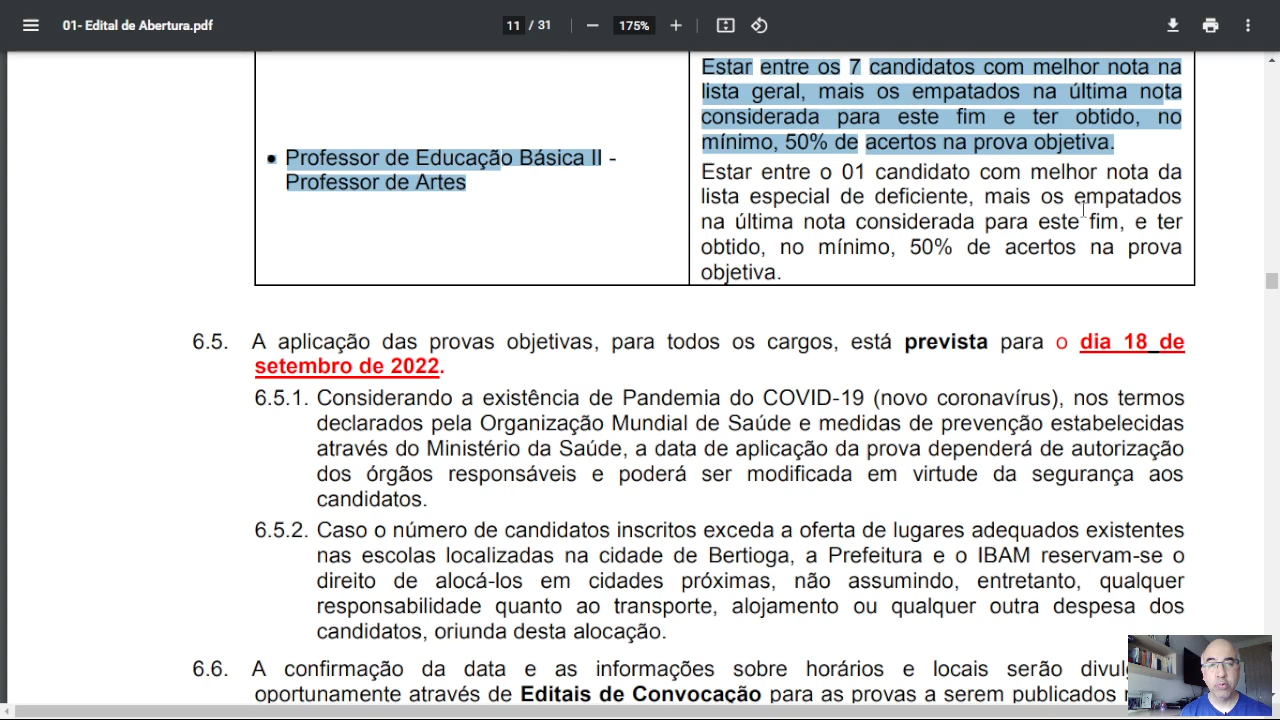 01- Edital de Abertura.pdf
11 / 31
175%
Estar entre os 7 candidatos com melhor nota na
lista geral, mais os empatados na última nota
considerada para este fim e ter obtido, no
mínimo, 50% de acertos na prova objetiva.
• Professor de Educação Básica II -
Professor de Artes
Estar entre o 01 candidato com melhor nota da
lista especial de deficiente, mais os empatados
na última nota considerada para este fim, e ter
obtido, no mínimo, 50% de acertos na prova
objetiva.
6.5. A aplicação das provas objetivas, para todos os cargos, está prevista para o dia 18 de
setembro de 2022.
6.5.1. Considerando a existência de Pandemia do COVID-19 (novo coronavírus), nos termos
declarados pela Organização Mundial de Saúde e medidas de prevenção estabelecidas
através do Ministério da Saúde, a data de aplicação da prova dependerá de autorização
dos órgãos responsáveis e poderá ser modificada em virtude da segurança aos
candidatos.
6.5.2. Caso o número de candidatos inscritos exceda a oferta de lugares adequados existentes
nas escolas localizadas na cidade de Bertioga, a Prefeitura e o IBAM reservam-se o
direito de alocá-los em cidades próximas, não assumindo, entretanto, qualquer
responsabilidade quanto ao transporte, alojamento ou qualquer outra despesa dos
candidatos, oriunda desta alocação.
6.6. A confirmação da data e as informações sobre horários e locais serão
oportunamente através de Editais de Convocação para as provas a serem publicados